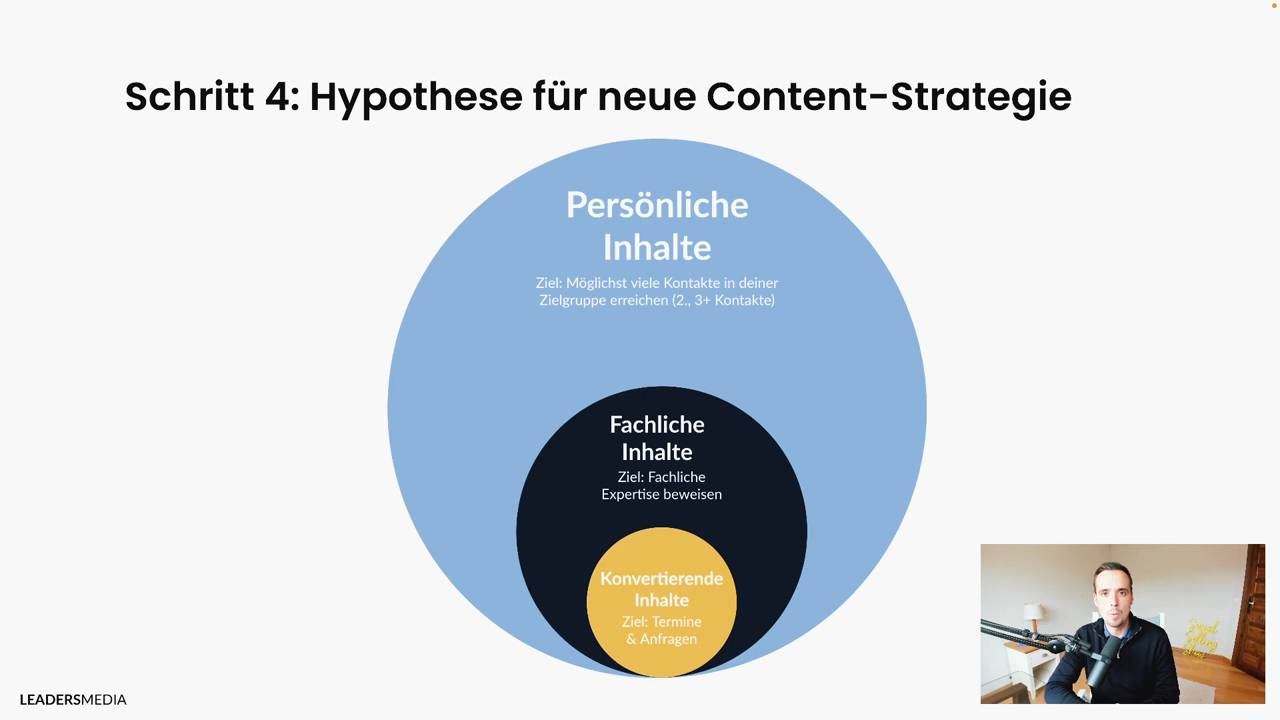 Schritt 4: Hypothese für neue Content-Strategie
Persönliche
Inhalte
Ziel: Möglichst viele Kontakte in deiner
Zielgruppe erreichen (2., 3+ Kontakte)
Fachliche
Inhalte
Ziel: Fachliche
Expertise beweisen
Konvertierende
Inhalte
Ziel: Termine
& Anfragen
LEADERSMEDIA